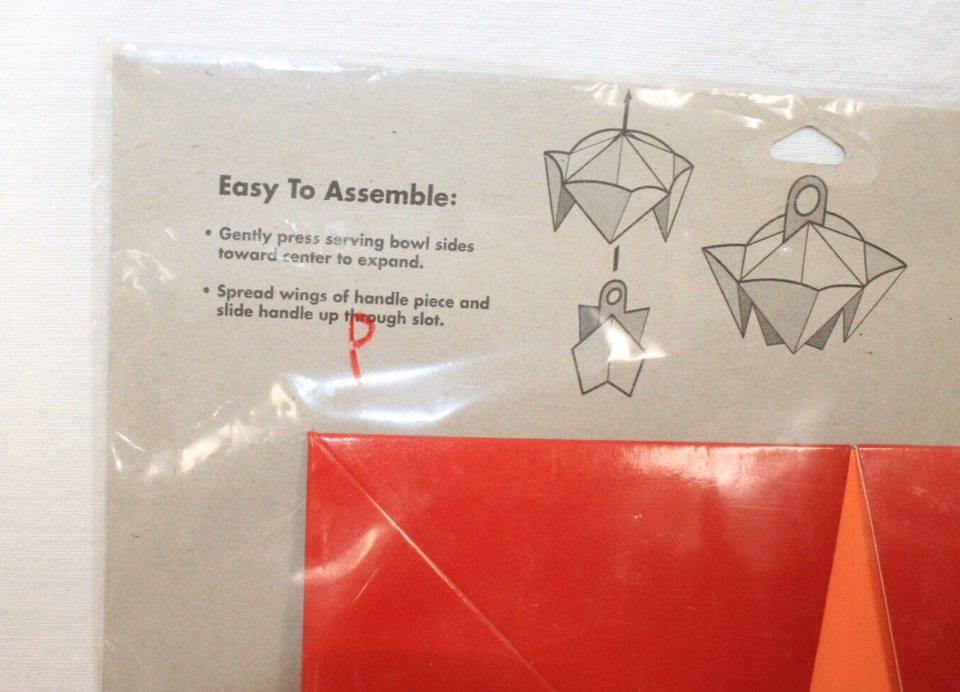 Easy To Assemble:
• Gently press serving bowl sides
toward center to expand.
• Spread wings of handle piece and
slide handle up through slot.
P